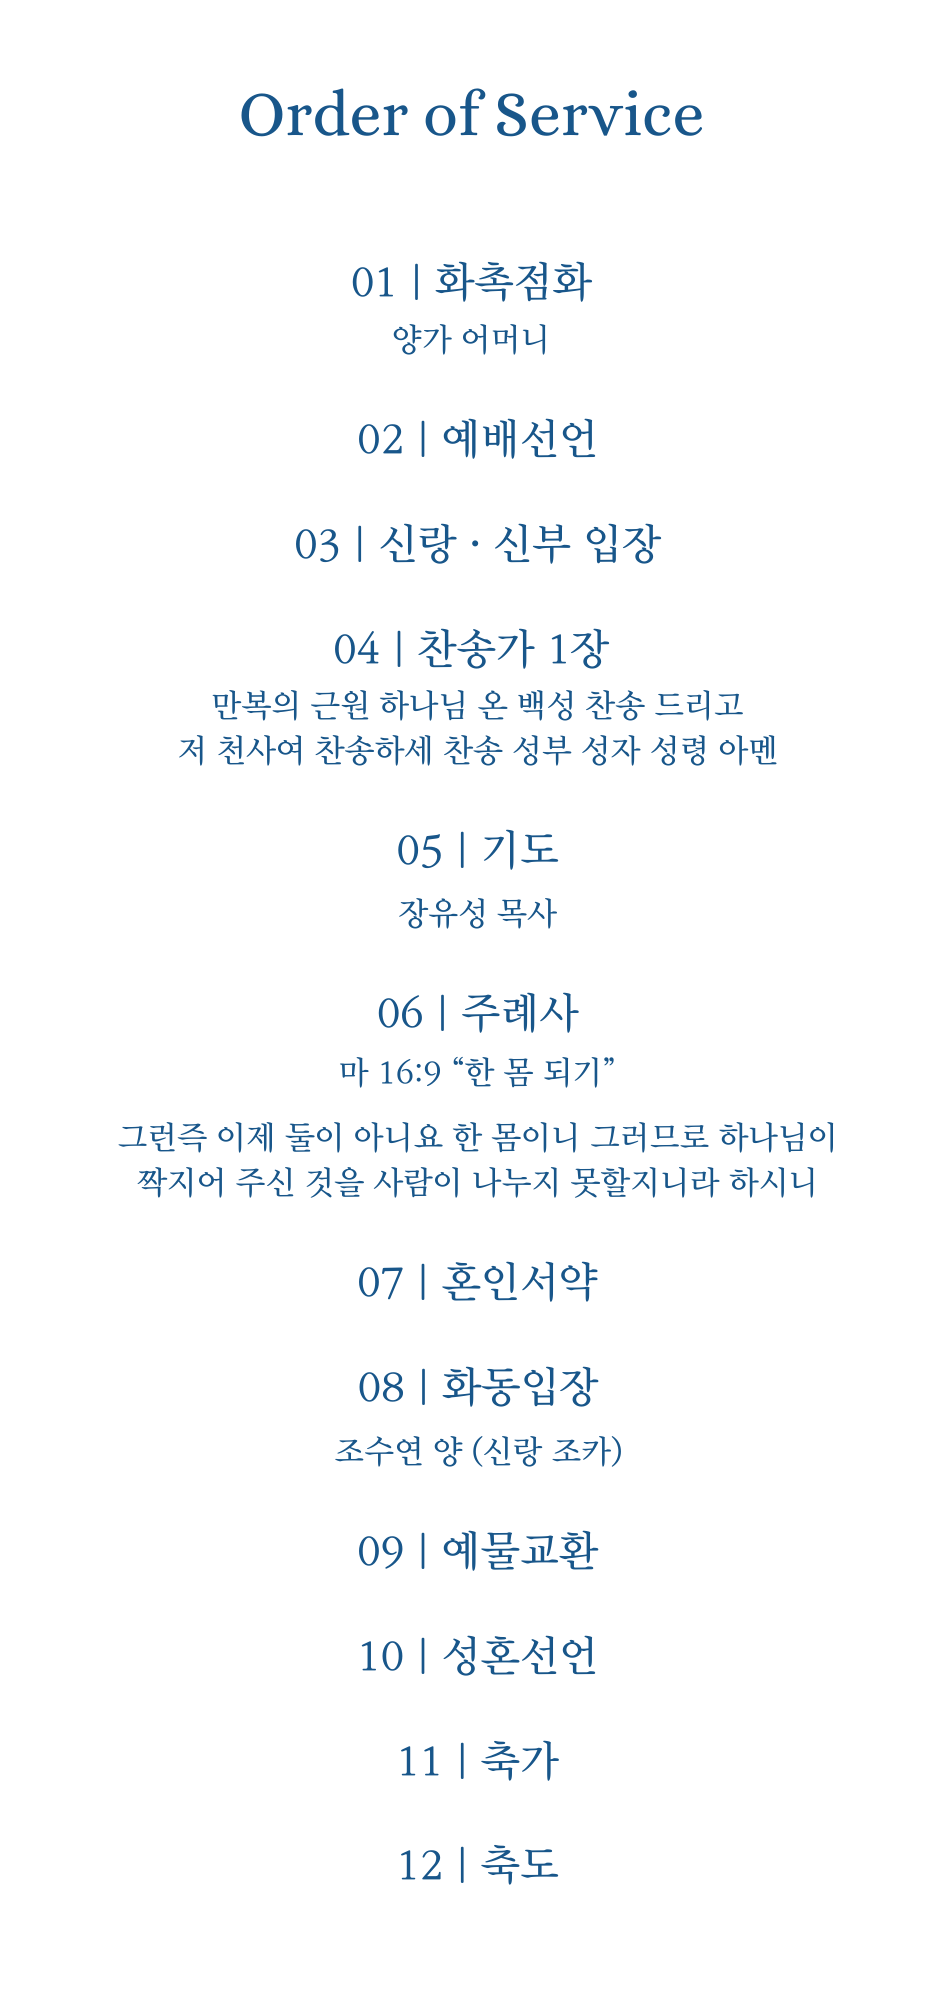 Order of Service
01 | 화촉점화
양가 어머니
02 | 예배선언
03 | 신랑 · 신부 입장
04 | 찬송가 1장
만복의 근원 하나님 온 백성 찬송 드리고
저 천사여 찬송하세 찬송 성부 성자 성령 아멘
05 | 기도
장유성 목사
06 | 주례사
마 16:9 “한 몸 되기”
그런즉 이제 둘이 아니요 한 몸이니 그러므로 하나님이
짝지어 주신 것을 사람이 나누지 못할지니라 하시니
07 | 혼인서약
08 | 화동입장
조수연 양 (신랑 조카)
09 | 예물교환
10 | 성혼선언
11 | 축가
12 | 축도